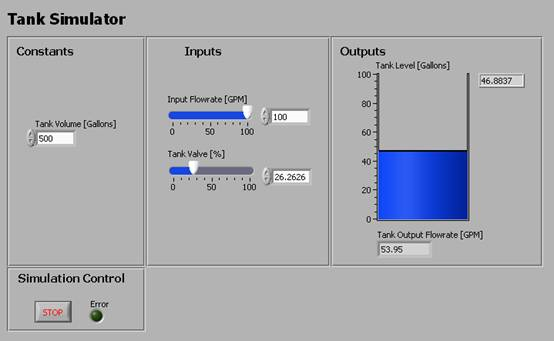 Tank Simulator
Constants
Tank Volume [Gallons]
500
Inputs
Input Flowrate [GPM]
100
0 50 100
Tank Valve [%]
26.2626
0 50 100
Outputs
Tank Level [Gallons]
46.8837
100
80
60
40
20
0
Tank Output Flowrate [GPM]
53.95
Simulation Control
STOP
Error